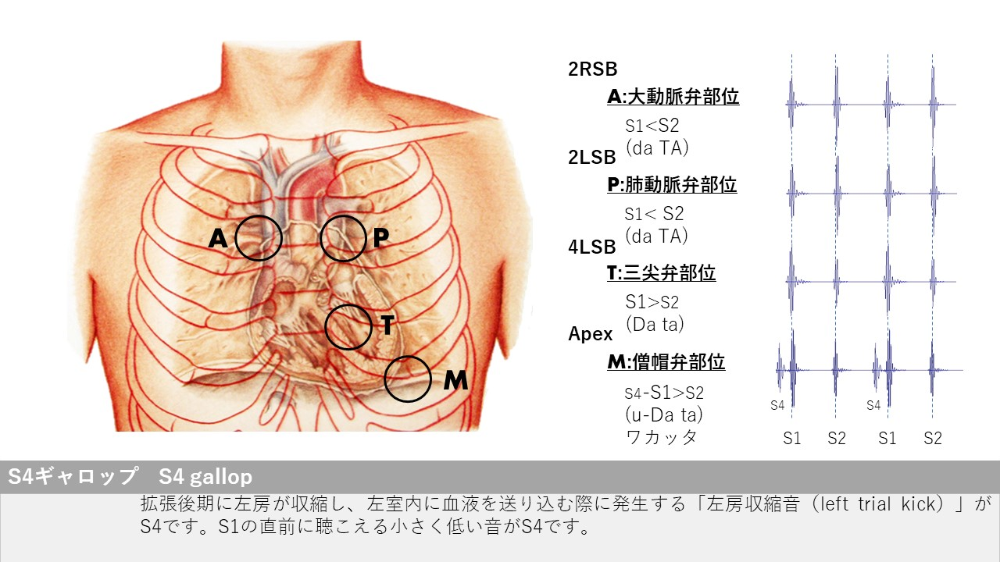 A
P
T
M
2RSB
A:大動脈弁部位
S1<S2
(da TA)
2LSB
P:肺動脈弁部位
S1< S2
(da TA)
4LSB
T:三尖弁部位
S1>S2
(Da ta)
Apex
M:僧帽弁部位
S4-S1>S2
(u-Da ta)
ワカッタ
S4 S4
S1 S2 S1 S2
S4ギャロップ　S4 gallop
拡張後期に左房が収縮し、左室内に血液を送り込む際に発生する「左房収縮音（left trial kick）」が
S4です。S1の直前に聴こえる小さく低い音がS4です。